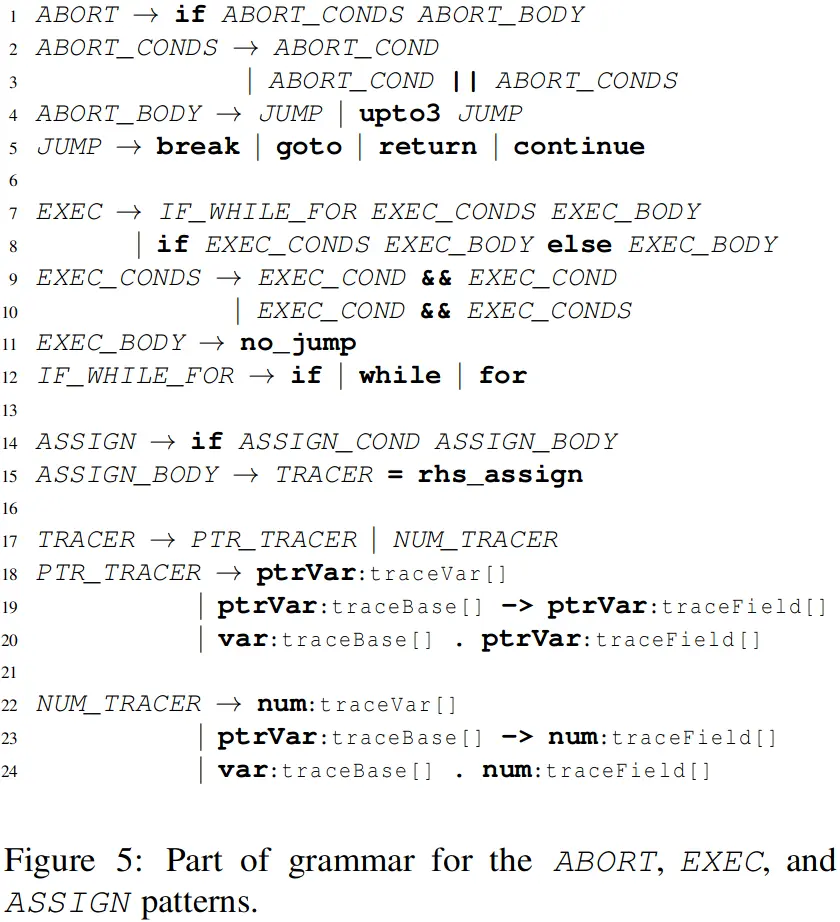 1 ABORT → if ABORT_CONDS ABORT_BODY
2 ABORT_CONDS → ABORT_COND
3 | ABORT_COND || ABORT_CONDS
4 ABORT_BODY → JUMP | upto3 JUMP
5 JUMP → break | goto | return | continue
6
7 EXEC → IF_WHILE_FOR EXEC_CONDS EXEC_BODY
8 | if EXEC_CONDS EXEC_BODY else EXEC_BODY
9 EXEC_CONDS → EXEC_COND && EXEC_COND
10 | EXEC_COND && EXEC_CONDS
11 EXEC_BODY → no_jump
12 IF_WHILE_FOR → if | while | for
13
14 ASSIGN → if ASSIGN_COND ASSIGN_BODY
15 ASSIGN_BODY → TRACER = rhs_assign
16
17 TRACER → PTR_TRACER | NUM_TRACER
18 PTR_TRACER → ptrVar:traceVar[]
19 | ptrVar:traceBase[] -> ptrVar:traceField[]
20 | var:traceBase[] . ptrVar:traceField[]
21
22 NUM_TRACER → num:traceVar[]
23 | ptrVar:traceBase[] -> num:traceField[]
24 | var:traceBase[] . num:traceField[]
Figure 5: Part of grammar for the ABORT, EXEC, and
ASSIGN patterns.